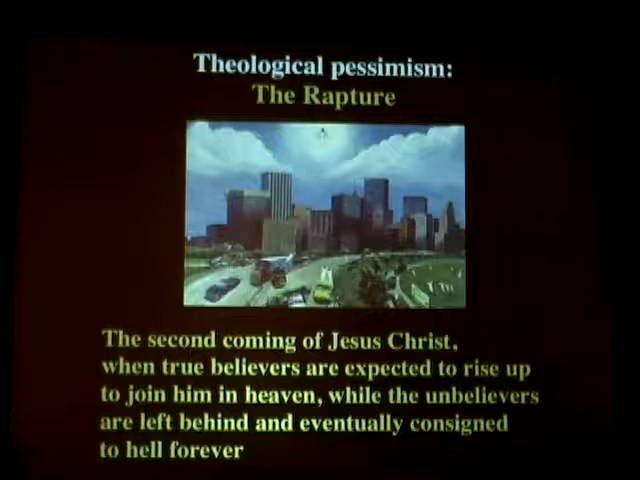 Theological pessimism:
The Rapture
The second coming of Jesus Christ,
when true believers are expected to rise up
to join him in heaven, while the unbelievers
are left behind and eventually consigned
to hell forever